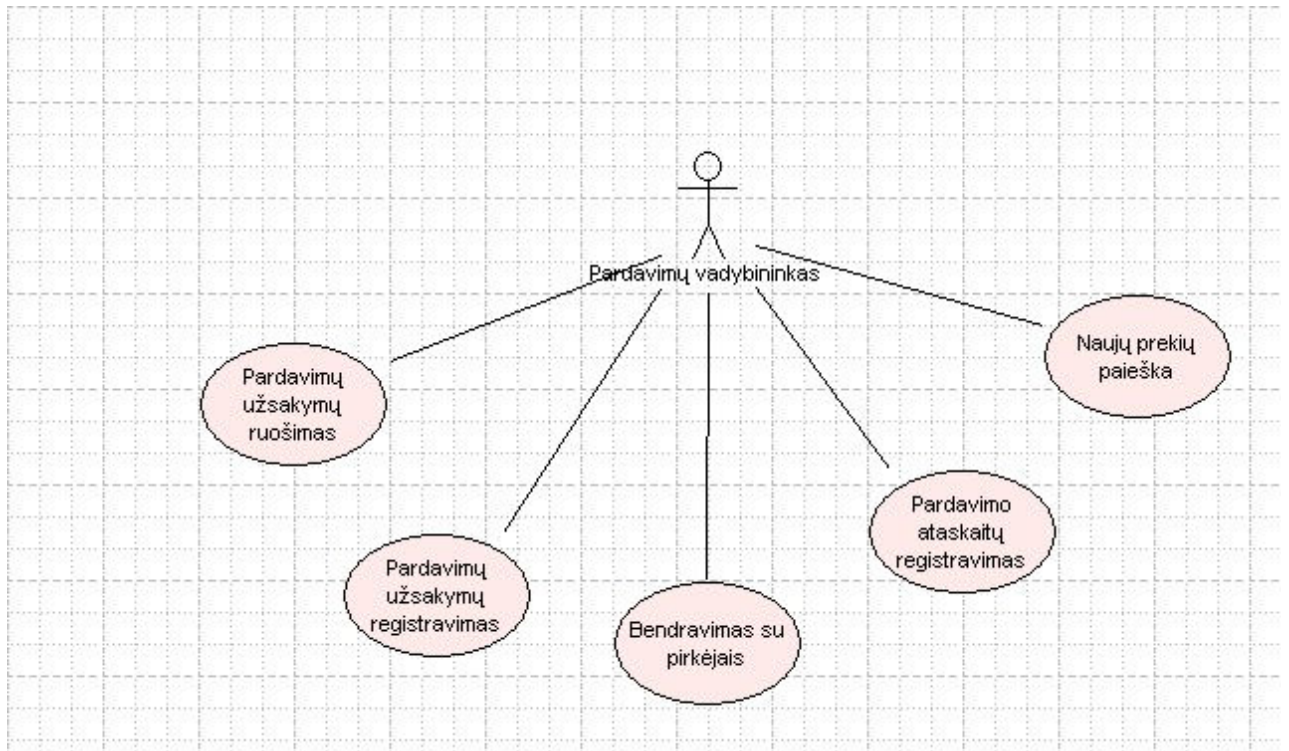 Pardavimų vadybininkas
Naujų prekių
paieška
Pardavimų
užsakymų
ruošimas
Pardavimo
ataskaitų
registravimas
Pardavimų
užsakymų
registravimas
Bendravimas su
pirkėjais